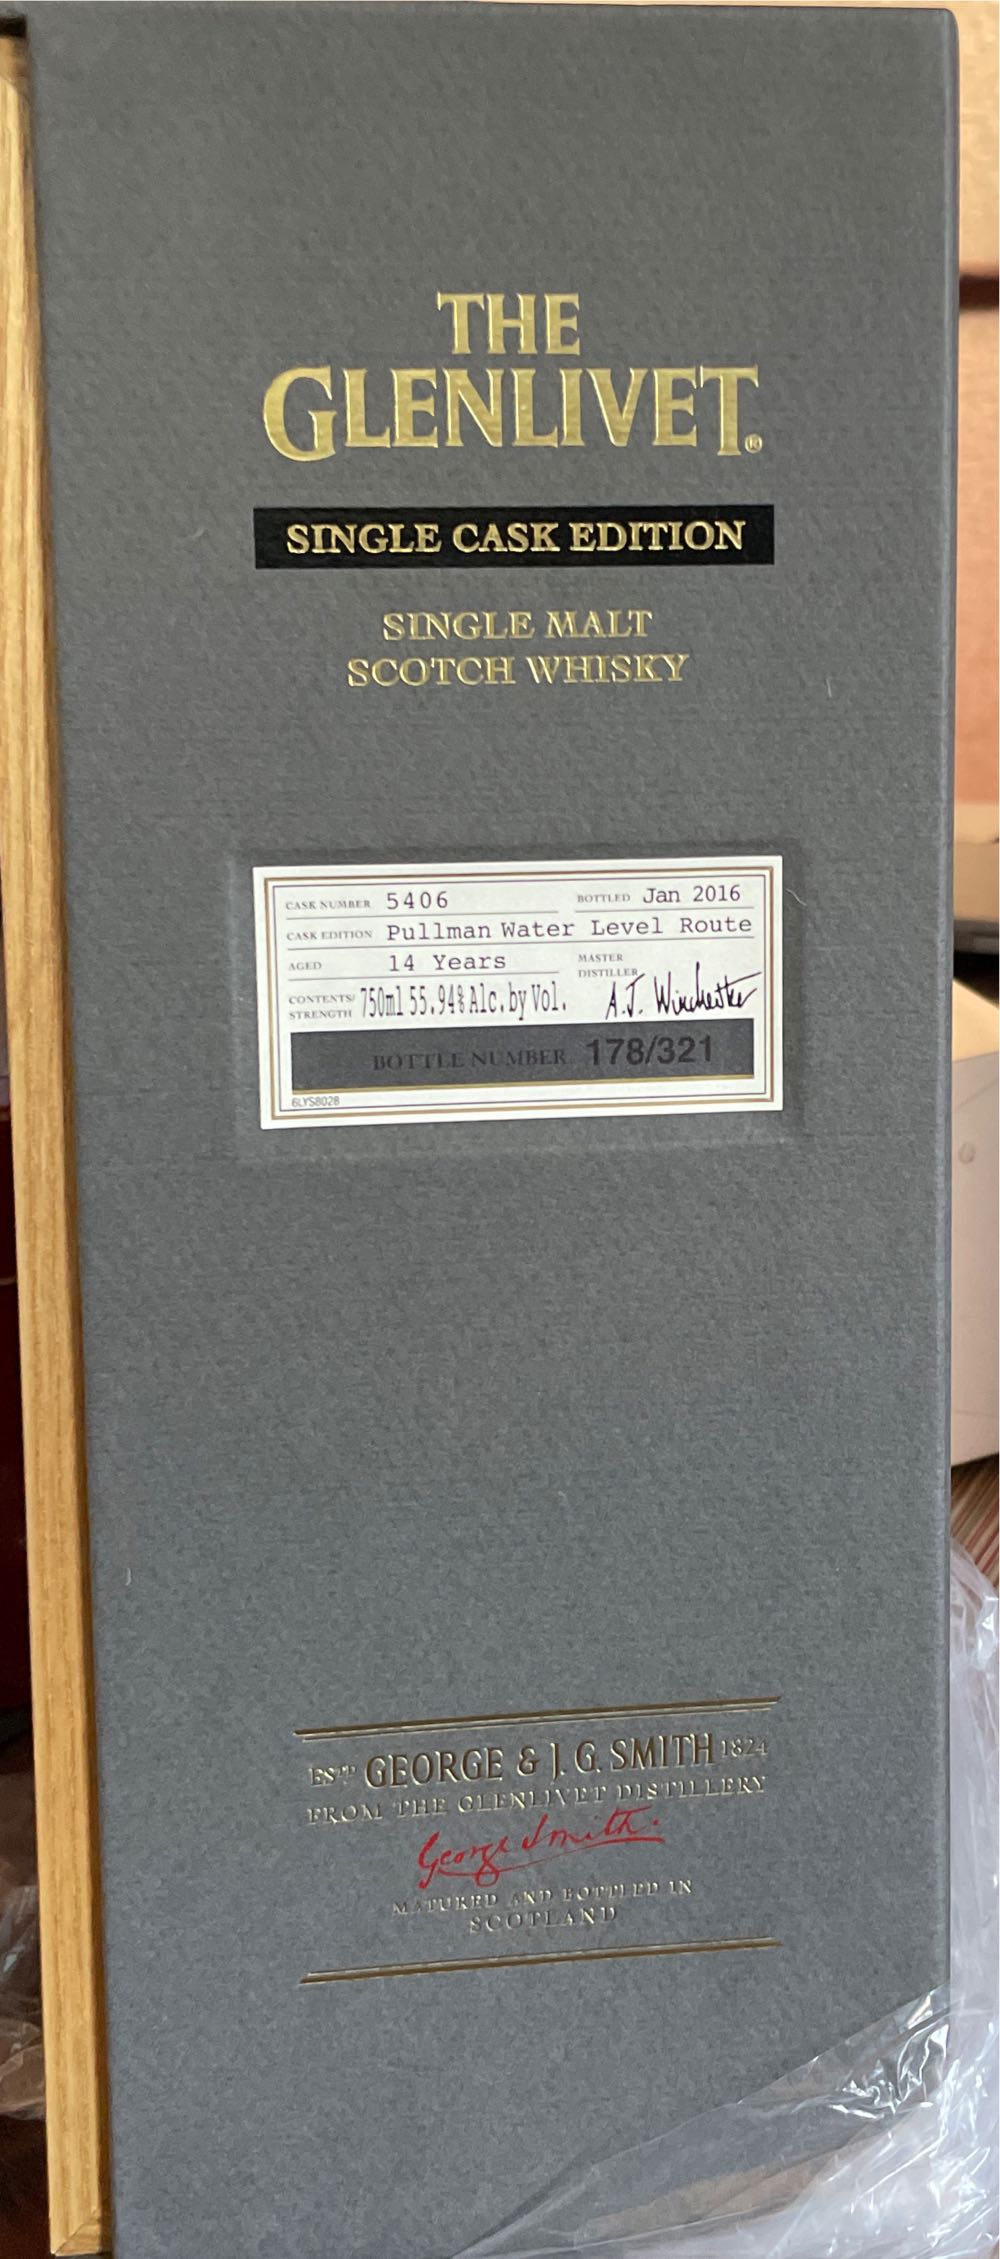 THE
GLENLIVET®
SINGLE CASK EDITION
SINGLE MALT
SCOTCH WHISKY
CASK NUMBER 5406 BOTTLED Jan 2016
CASK EDITION Pullman Water Level Route
AGED 14 Years MASTER DISTILLER
CONTENTS/ STRENGTH 750ml 55.94% Alc. by Vol. A.J. Winchester
BOTTLE NUMBER 178/321
6LYS8028
ESTD GEORGE & J. G. SMITH 1824
FROM THE GLENLIVET DISTILLERY
George Smith.
MATURED AND BOTTLED IN
SCOTLAND